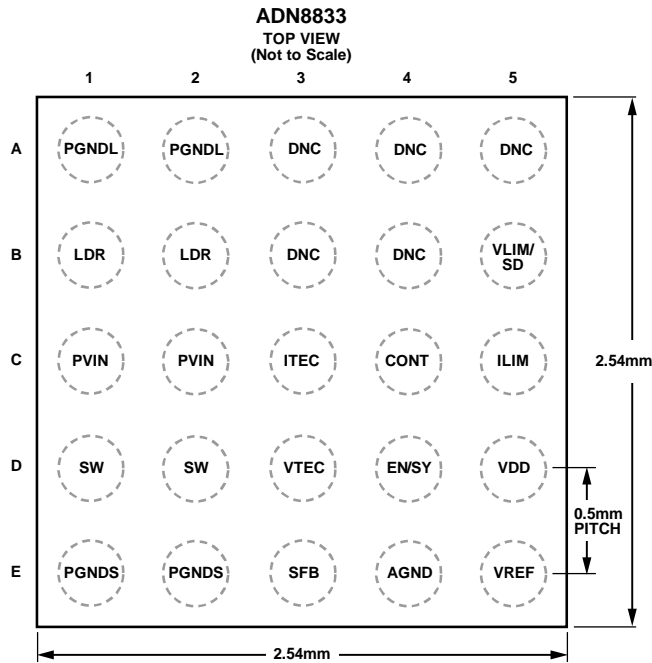 ADN8833
TOP VIEW
(Not to Scale)
1 2 3 4 5
A PGNDL PGNDL DNC DNC DNC
B LDR LDR DNC DNC VLIM/
SD
C PVIN PVIN ITEC CONT ILIM
2.54mm
D SW SW VTEC EN/SY VDD
0.5mm
PITCH
E PGNDS PGNDS SFB AGND VREF
2.54mm